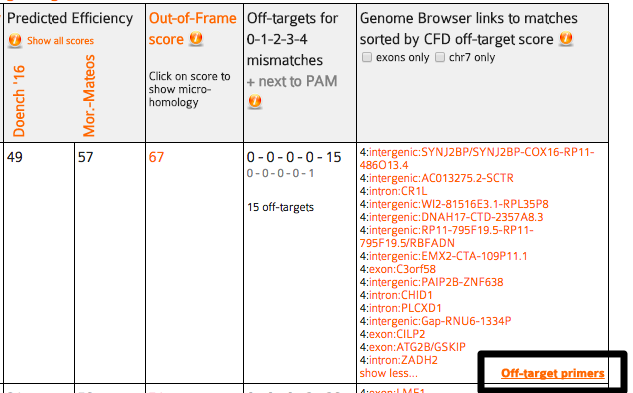 Predicted Efficiency
Show all scores
Doench '16
Mor.-Mateos
Out-of-Frame
score
Click on score to
show micro-
homology
Off-targets for
0-1-2-3-4
mismatches
+ next to PAM
Genome Browser links to matches
sorted by CFD off-target score
exons only chr7 only
49
57
67
0 - 0 - 0 - 0 - 15
0 - 0 - 0 - 0 - 1
15 off-targets
4:intergenic:SYNJ2BP/SYNJ2BP-COX16-RP11-
486O13.4
4:intergenic:AC013275.2-SCTR
4:intron:CR1L
4:intergenic:WI2-81516E3.1-RPL35P8
4:intergenic:DNAH17-CTD-2357A8.3
4:intergenic:RP11-795F19.5-RP11-
795F19.5/RBFADN
4:intergenic:EMX2-CTA-109P11.1
4:exon:C3orf58
4:intergenic:PAIP2B-ZNF638
4:intron:CHID1
4:intron:PLCXD1
4:intergenic:Gap-RNU6-1334P
4:exon:CILP2
4:exon:ATG2B/GSKIP
4:intron:ZADH2
show less...
Off-target primers